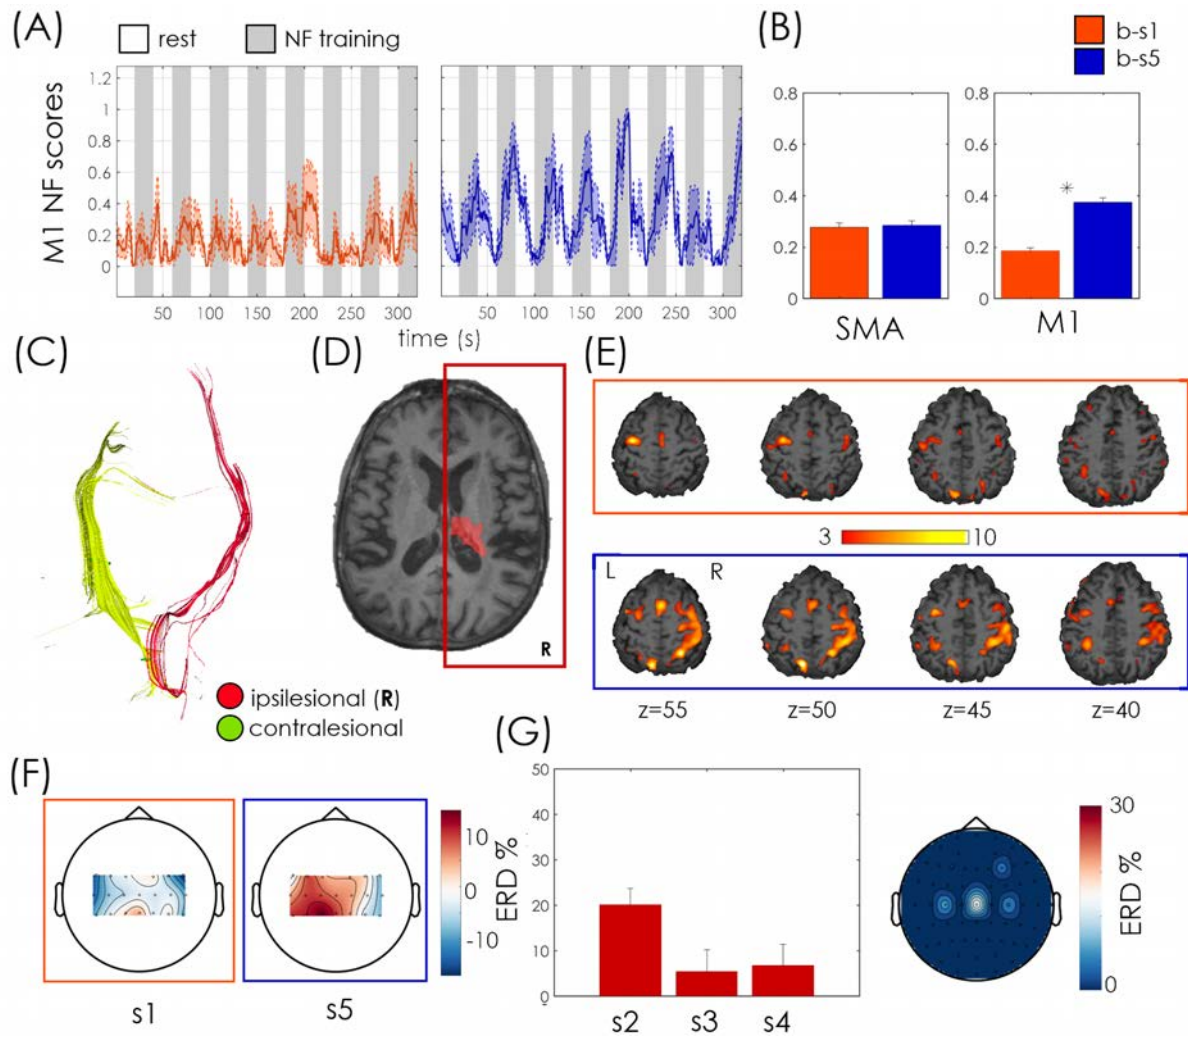 (A)
rest
NF training
M1 NF scores
1.2
1
0.8
0.6
0.4
0.2
0
50 100 150 200 250 300
50 100 150 200 250 300
time (s)
(B)
b-s1
b-s5
0.8
0.6
0.4
0.2
0
SMA
0.8
0.6
0.4
0.2
0
*
M1
(C)
ipsilesional (R)
contralesional
(D)
R
(E)
3 10
L R
z=55 z=50 z=45 z=40
(F)
s1 s5
10
0
-10
ERD %
(G)
50
40
30
20
10
0
s2 s3 s4
30
0
ERD %